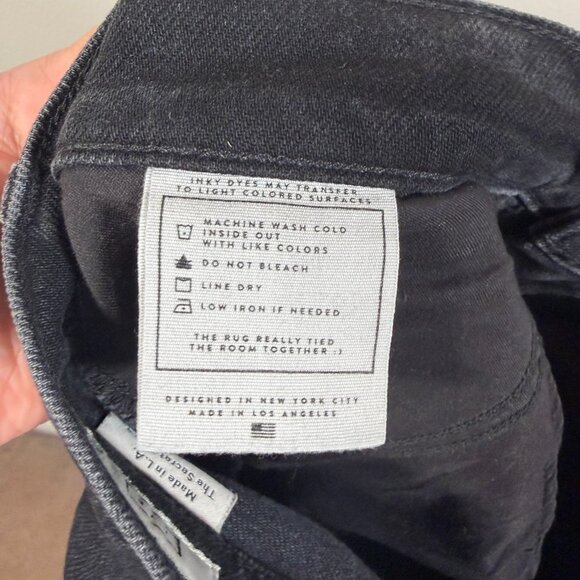 INKY DYES MAY TRANSFER
TO LIGHT COLORED SURFACES
MACHINE WASH COLD
INSIDE OUT
WITH LIKE COLORS
DO NOT BLEACH
LINE DRY
LOW IRON IF NEEDED
THE RUG REALLY TIED
THE ROOM TOGETHER :)
DESIGNED IN NEW YORK CITY
MADE IN LOS ANGELES
Made in L.A
The Secret